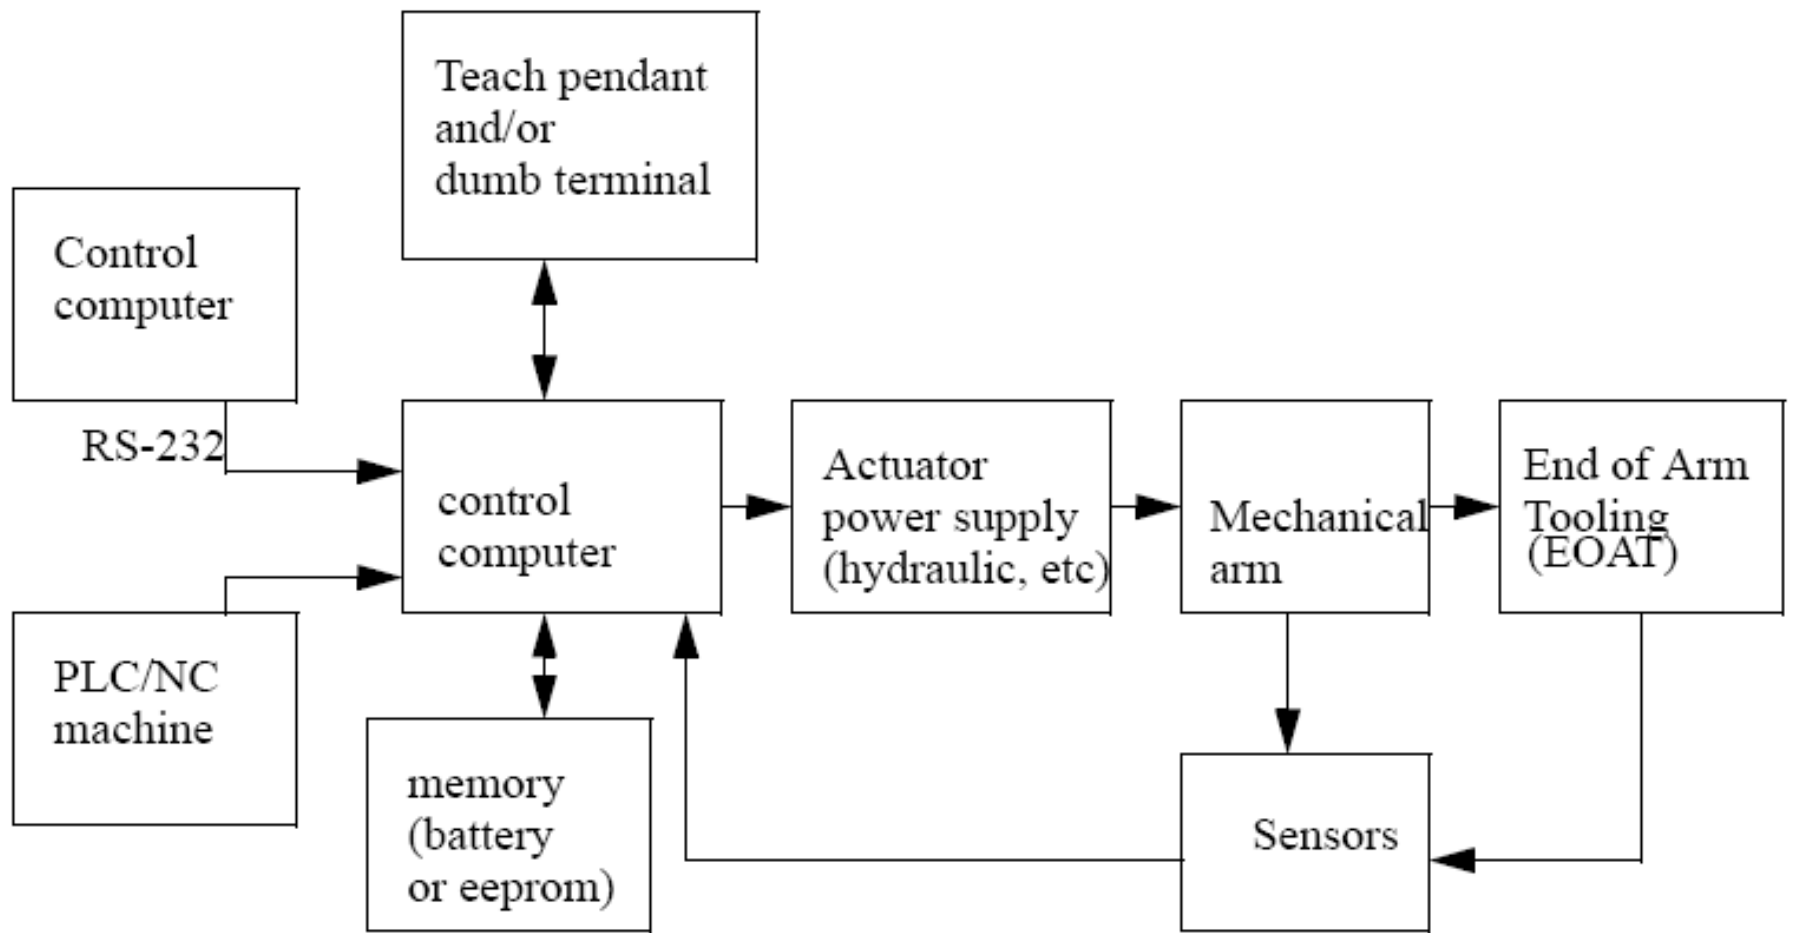 Teach pendant
and/or
dumb terminal
Control
computer
RS-232
control
computer
Actuator
power supply
(hydraulic, etc)
Mechanical
arm
End of Arm
Tooling
(EOAT)
PLC/NC
machine
memory
(battery
or eeprom)
Sensors